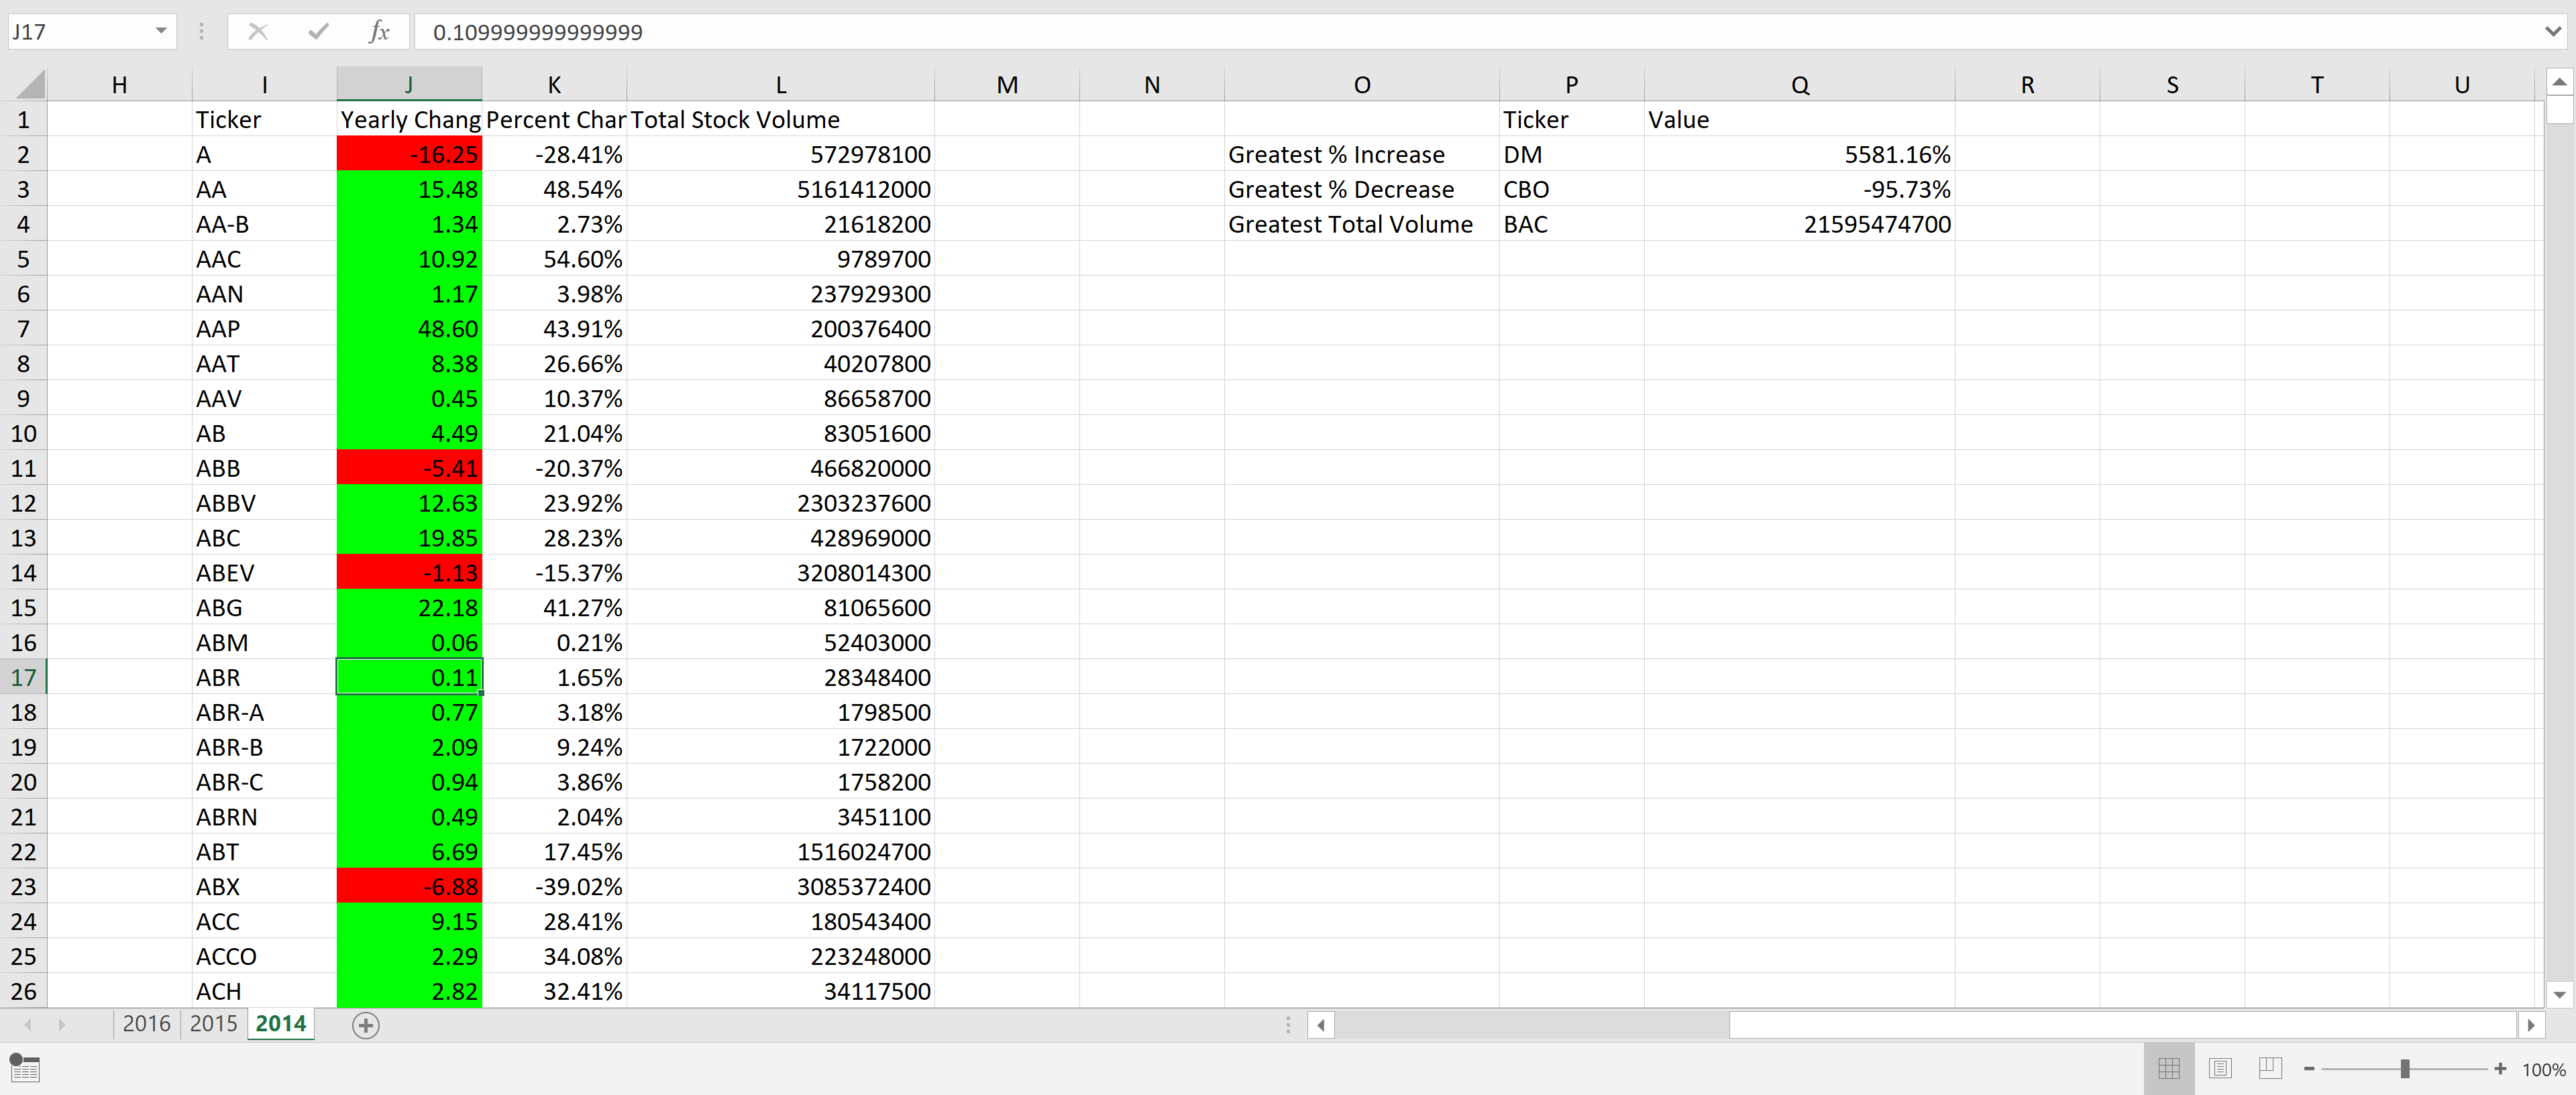 J17 fx 0.109999999999999
H I J K L M N O P Q R S T U
1 Ticker Yearly Chang Percent Char Total Stock Volume Ticker Value
2 A -16.25 -28.41% 572978100 Greatest % Increase DM 5581.16%
3 AA 15.48 48.54% 5161412000 Greatest % Decrease CBO -95.73%
4 AA-B 1.34 2.73% 21618200 Greatest Total Volume BAC 21595474700
5 AAC 10.92 54.60% 9789700
6 AAN 1.17 3.98% 237929300
7 AAP 48.60 43.91% 200376400
8 AAT 8.38 26.66% 40207800
9 AAV 0.45 10.37% 86658700
10 AB 4.49 21.04% 83051600
11 ABB -5.41 -20.37% 466820000
12 ABBV 12.63 23.92% 2303237600
13 ABC 19.85 28.23% 428969000
14 ABEV -1.13 -15.37% 3208014300
15 ABG 22.18 41.27% 81065600
16 ABM 0.06 0.21% 52403000
17 ABR 0.11 1.65% 28348400
18 ABR-A 0.77 3.18% 1798500
19 ABR-B 2.09 9.24% 1722000
20 ABR-C 0.94 3.86% 1758200
21 ABRN 0.49 2.04% 3451100
22 ABT 6.69 17.45% 1516024700
23 ABX -6.88 -39.02% 3085372400
24 ACC 9.15 28.41% 180543400
25 ACCO 2.29 34.08% 223248000
26 ACH 2.82 32.41% 34117500
2016 2015 2014
100%